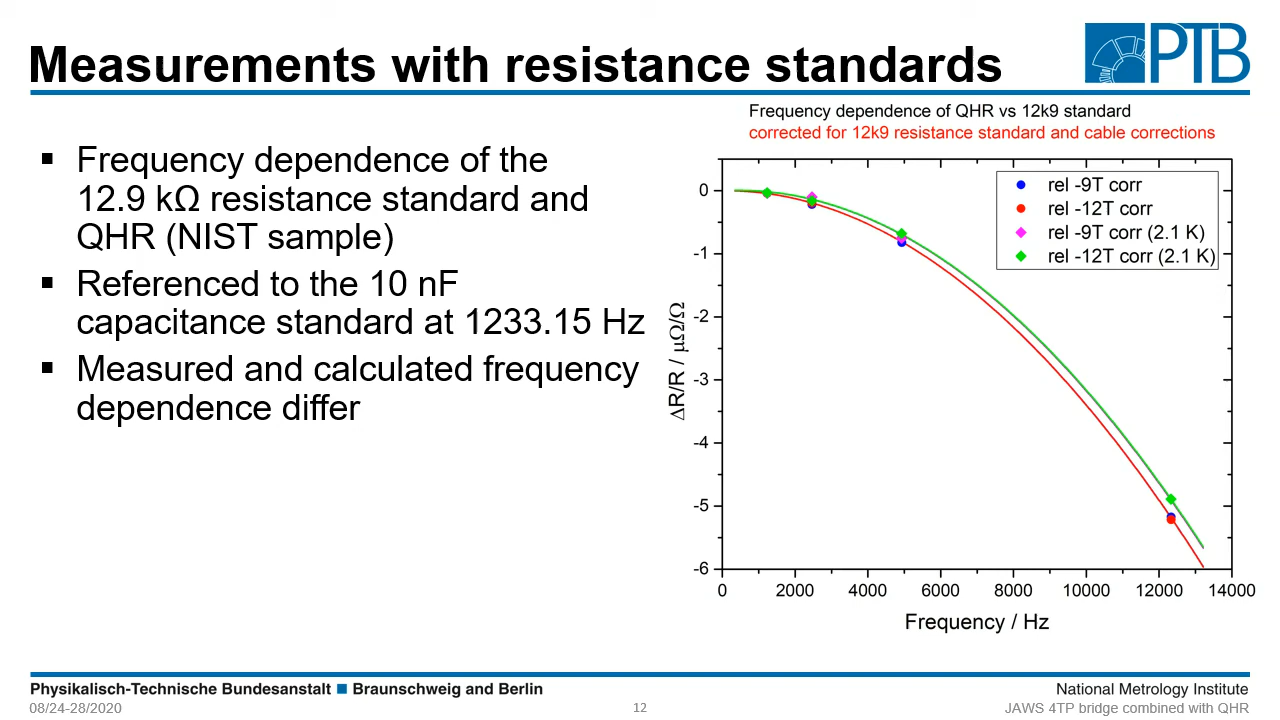 Measurements with resistance standards
PTB
▪ Frequency dependence of the
12.9 kΩ resistance standard and
QHR (NIST sample)
▪ Referenced to the 10 nF
capacitance standard at 1233.15 Hz
▪ Measured and calculated frequency
dependence differ
Frequency dependence of QHR vs 12k9 standard
corrected for 12k9 resistance standard and cable corrections
rel -9T corr
rel -12T corr
rel -9T corr (2.1 K)
rel -12T corr (2.1 K)
ΔR/R / µΩ/Ω
0
-1
-2
-3
-4
-5
-6
0 2000 4000 6000 8000 10000 12000 14000
Frequency / Hz
Physikalisch-Technische Bundesanstalt ■ Braunschweig and Berlin
National Metrology Institute
08/24-28/2020
12
JAWS 4TP bridge combined with QHR